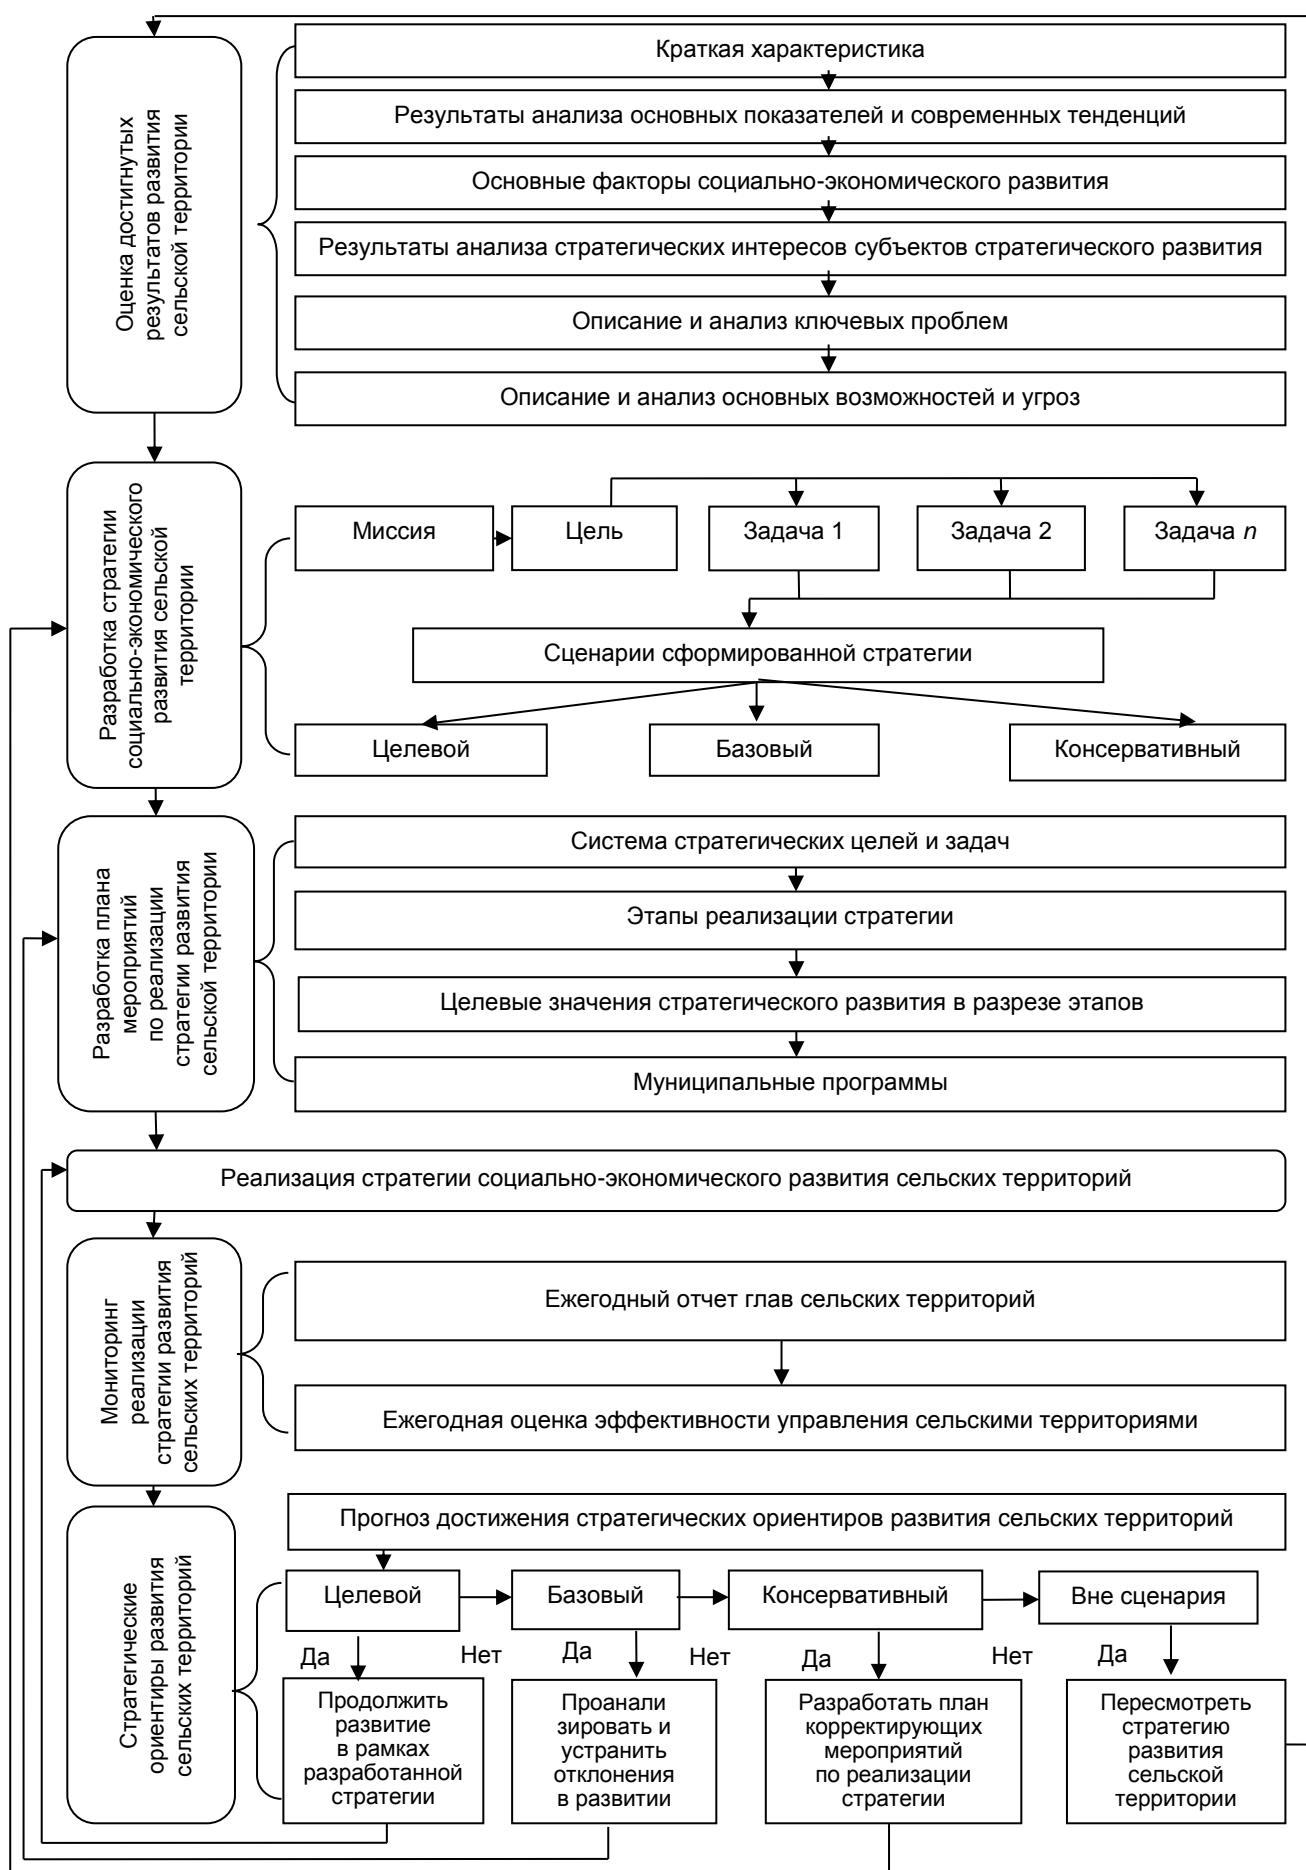 Оценка достигнутых
результатов развития
сельской территории
Краткая характеристика
Результаты анализа основных показателей и современных тенденций
Основные факторы социально-экономического развития
Результаты анализа стратегических интересов субъектов стратегического развития
Описание и анализ ключевых проблем
Описание и анализ основных возможностей и угроз
Разработка стратегии
социально-экономического
развития сельской
территории
Миссия
Цель
Задача 1
Задача 2
Задача n
Сценарии сформированной стратегии
Целевой
Базовый
Консервативный
Разработка плана
мероприятий
по реализации
стратегии развития
сельской территории
Система стратегических целей и задач
Этапы реализации стратегии
Целевые значения стратегического развития в разрезе этапов
Муниципальные программы
Реализация стратегии социально-экономического развития сельских территорий
Мониторинг
реализации
стратегии развития
сельских территорий
Ежегодный отчет глав сельских территорий
Ежегодная оценка эффективности управления сельскими территориями
Стратегические
ориентиры развития
сельских территорий
Прогноз достижения стратегических ориентиров развития сельских территорий
Целевой
Базовый
Консервативный
Вне сценария
Да
Нет
Да
Нет
Да
Нет
Да
Продолжить
развитие
в рамках
разработанной
стратегии
Проанали
зировать и
устранить
отклонения
в развитии
Разработать план
корректирующих
мероприятий
по реализации
стратегии
Пересмотреть
стратегию
развития
сельской
территории